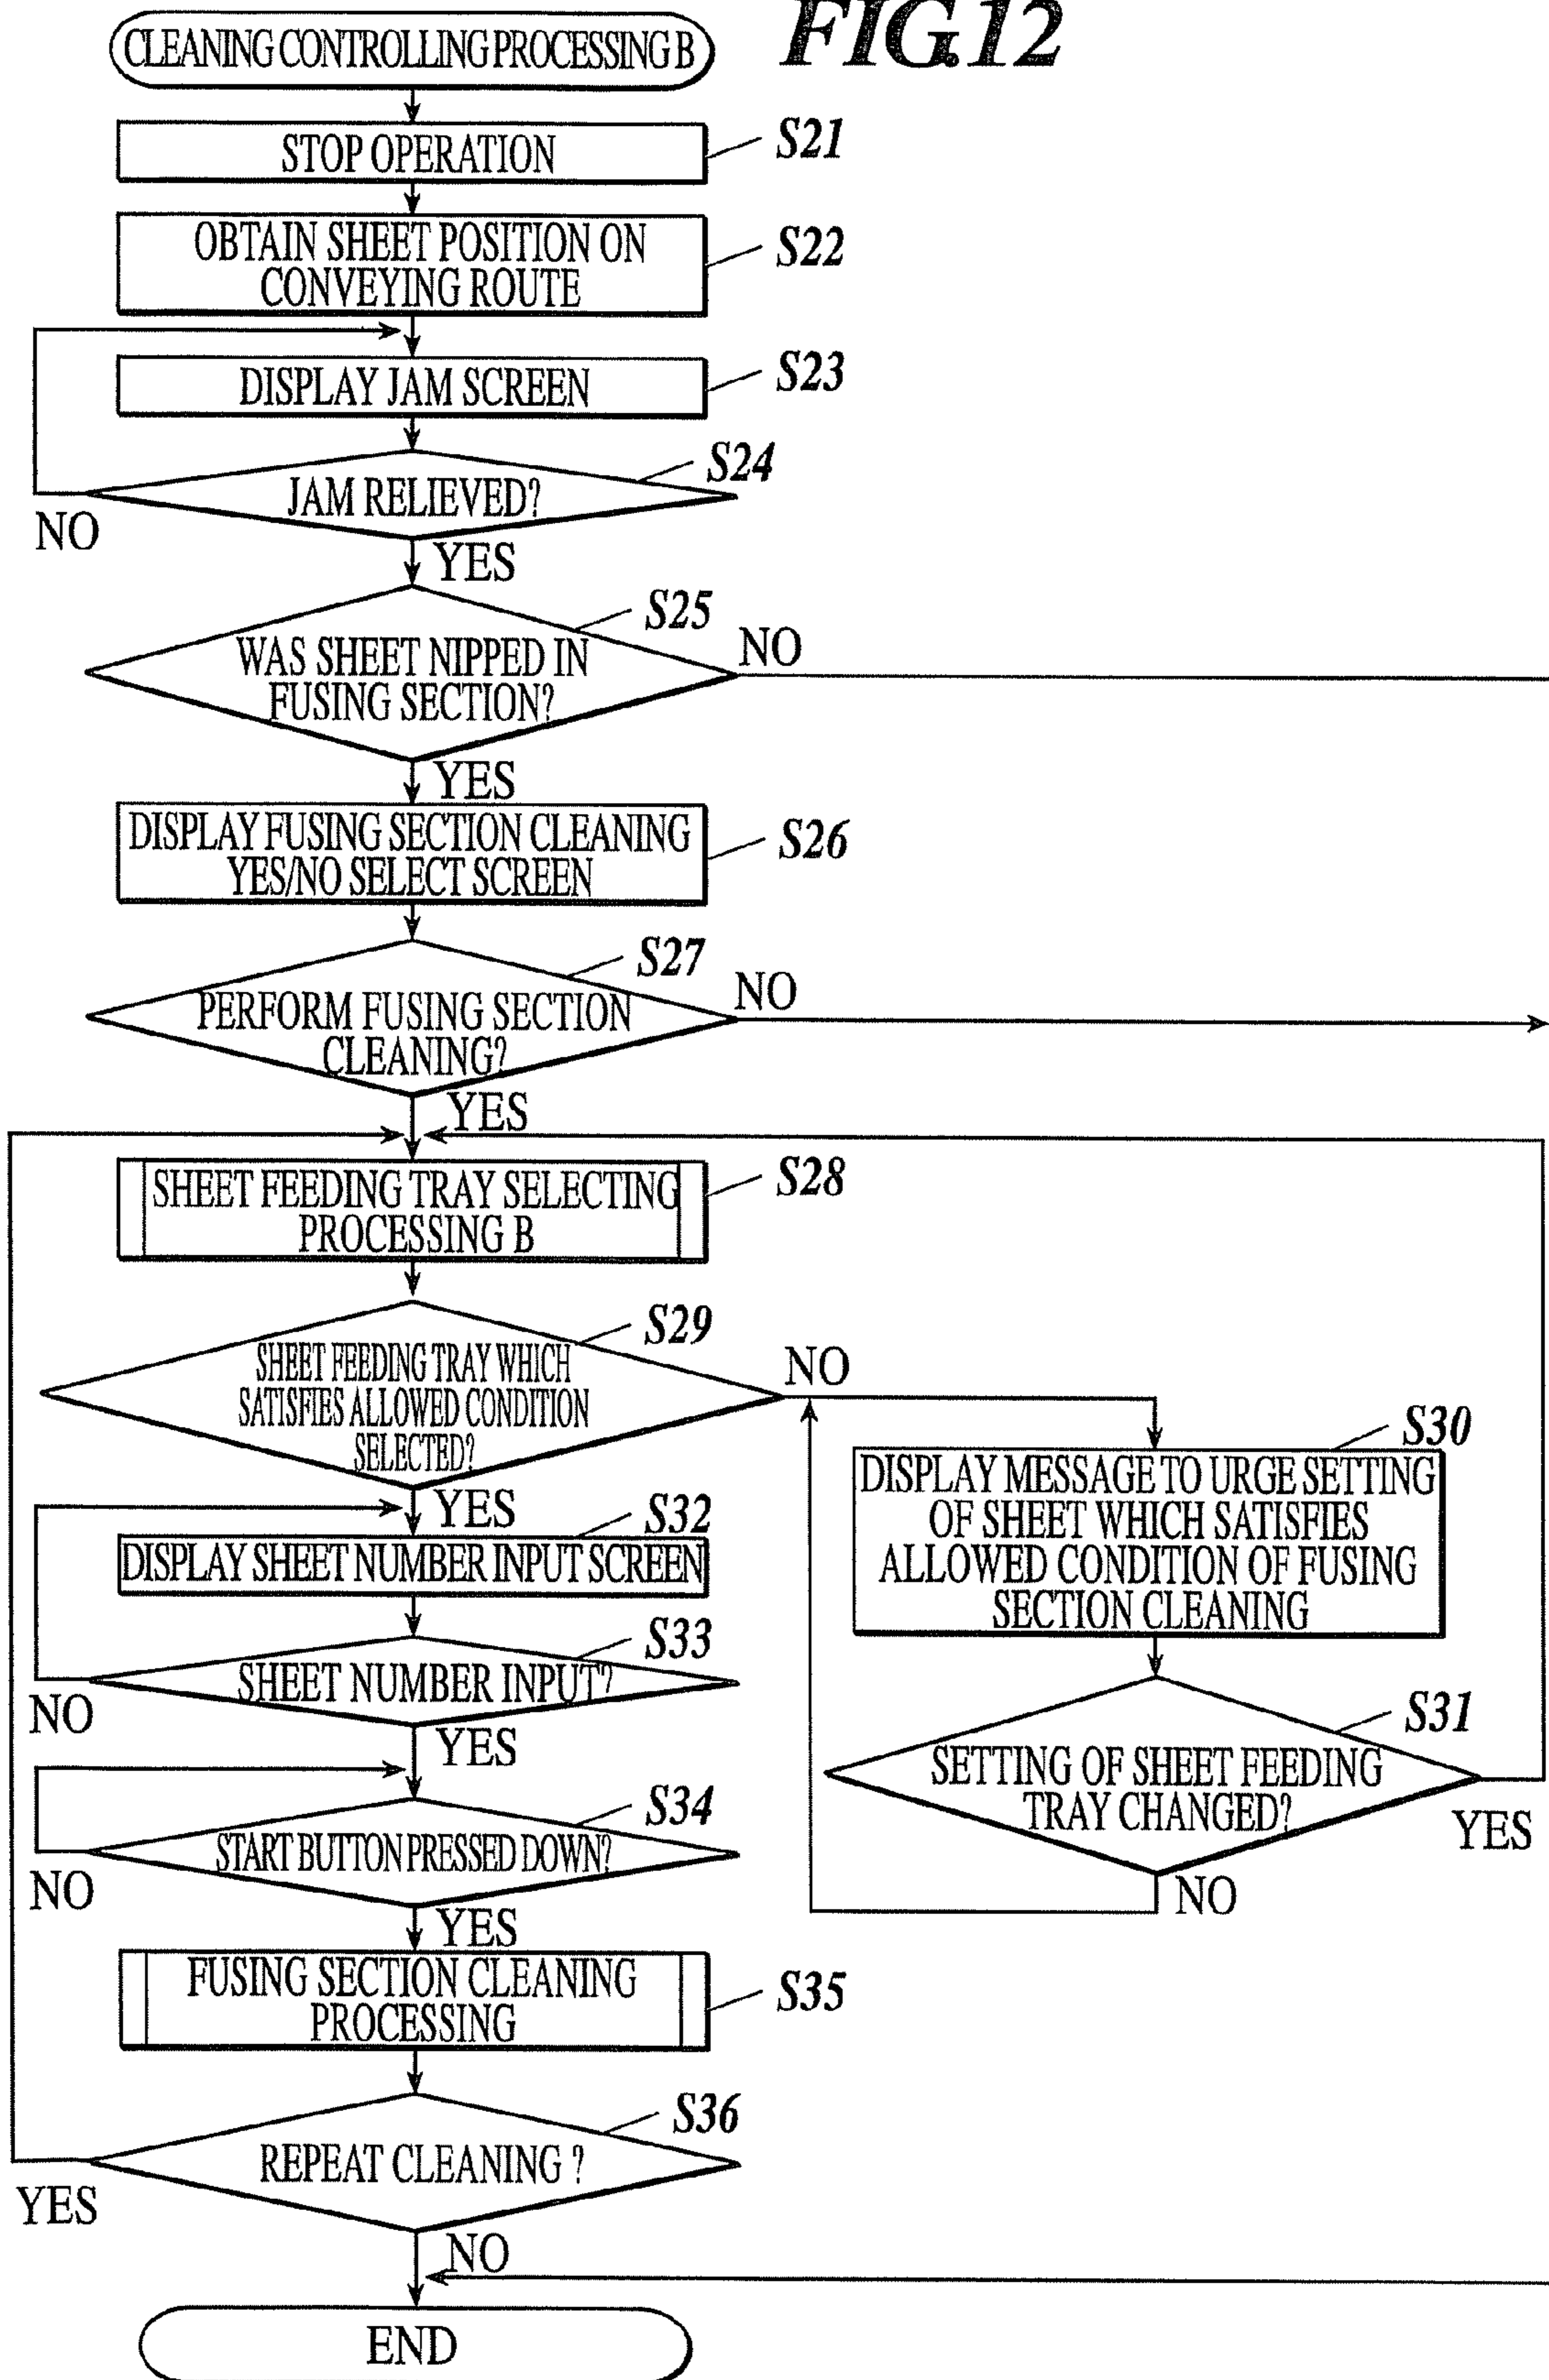 FIG.12
CLEANING CONTROLLING PROCESSING B
STOP OPERATION
S21
OBTAIN SHEET POSITION ON
CONVEYING ROUTE
S22
DISPLAY JAM SCREEN
S23
JAM RELIEVED?
S24
NO
YES
WAS SHEET NIPPED IN
FUSING SECTION?
S25
NO
YES
DISPLAY FUSING SECTION CLEANING
YES/NO SELECT SCREEN
S26
PERFORM FUSING SECTION
CLEANING?
S27
NO
YES
SHEET FEEDING TRAY SELECTING
PROCESSING B
S28
SHEET FEEDING TRAY WHICH
SATISFIES ALLOWED CONDITION
SELECTED?
S29
NO
YES
DISPLAY MESSAGE TO URGE SETTING
OF SHEET WHICH SATISFIES
ALLOWED CONDITION OF FUSING
SECTION CLEANING
S30
SETTING OF SHEET FEEDING
TRAY CHANGED?
S31
YES
NO
DISPLAY SHEET NUMBER INPUT SCREEN
S32
SHEET NUMBER INPUT?
S33
NO
YES
START BUTTON PRESSED DOWN?
S34
NO
YES
FUSING SECTION CLEANING
PROCESSING
S35
REPEAT CLEANING ?
S36
YES
NO
END